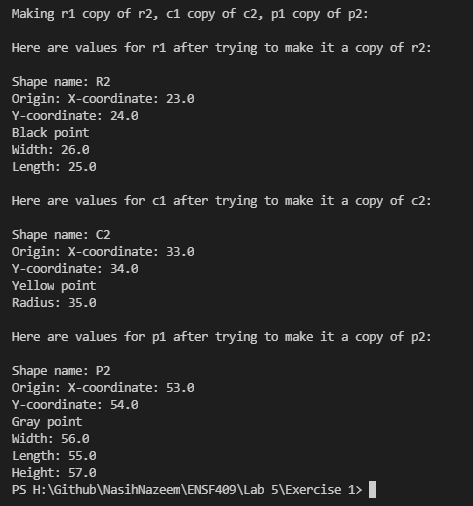 Making r1 copy of r2, c1 copy of c2, p1 copy of p2:
Here are values for r1 after trying to make it a copy of r2:
Shape name: R2
Origin: X-coordinate: 23.0
Y-coordinate: 24.0
Black point
Width: 26.0
Length: 25.0
Here are values for c1 after trying to make it a copy of c2:
Shape name: C2
Origin: X-coordinate: 33.0
Y-coordinate: 34.0
Yellow point
Radius: 35.0
Here are values for p1 after trying to make it a copy of p2:
Shape name: P2
Origin: X-coordinate: 53.0
Y-coordinate: 54.0
Gray point
Width: 56.0
Length: 55.0
Height: 57.0
PS H:\Github\NasihNazeem\ENSF409\Lab 5\Exercise 1>